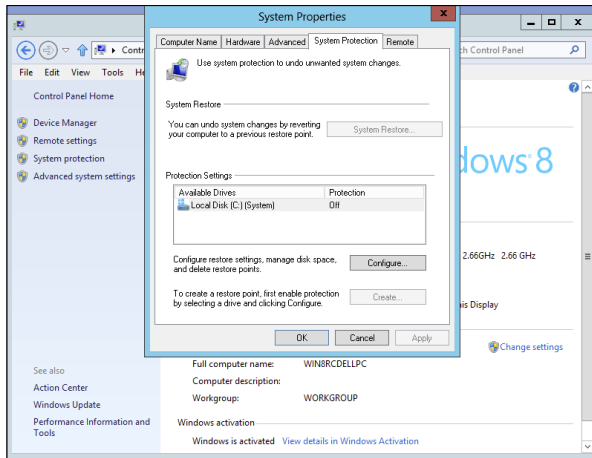 System Properties
Contr
ch Control Panel
File Edit View Tools H
Computer Name Hardware Advanced System Protection Remote
Use system protection to undo unwanted system changes.
System Restore
You can undo system changes by reverting
your computer to a previous restore point.
System Restore...
Protection Settings
Available Drives Protection
Local Disk (C:) (System) Off
Configure restore settings, manage disk space,
and delete restore points.
Configure...
To create a restore point, first enable protection
by selecting a drive and clicking Configure.
Create...
OK Cancel Apply
Control Panel Home
Device Manager
Remote settings
System protection
Advanced system settings
dows 8
2.66GHz 2.66 GHz
is Display
Change settings
Full computer name: WIN8RCDELLPC
Computer description:
Workgroup: WORKGROUP
Windows activation
Windows is activated View details in Windows Activation
See also
Action Center
Windows Update
Performance Information and
Tools